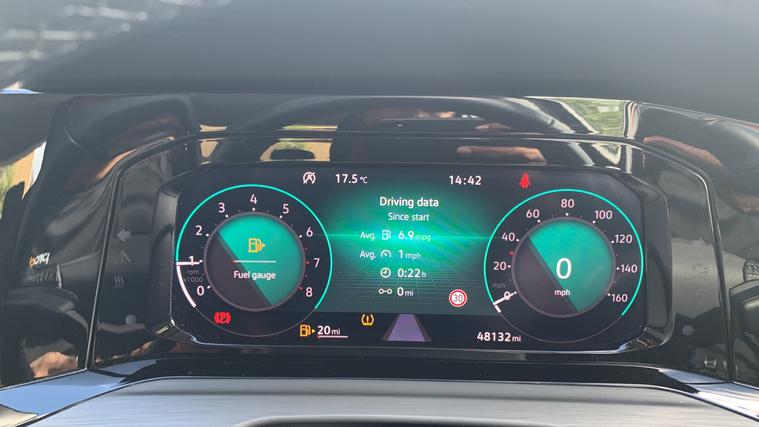 17.5 °C
14:42
Driving data
Since start
Avg. 6.9 mpg
Avg. 1 mph
0:22 h
0 mi
0
1
2
3
4
5
6
7
8
rpm
x1000
Fuel gauge
0
20
40
60
80
100
120
140
160
0
mph
30
20 mi
48132 mi